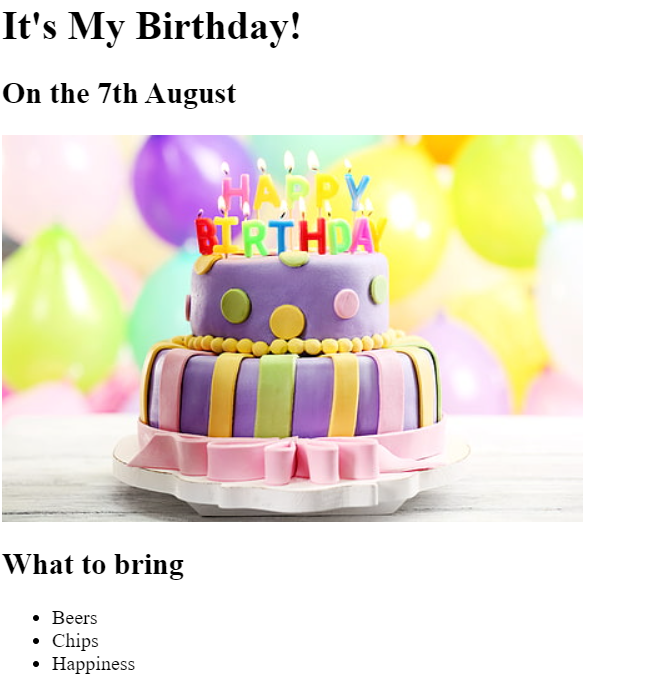 It's My Birthday!
On the 7th August
HAPPY
BIRTHDAY
What to bring
Beers
Chips
Happiness